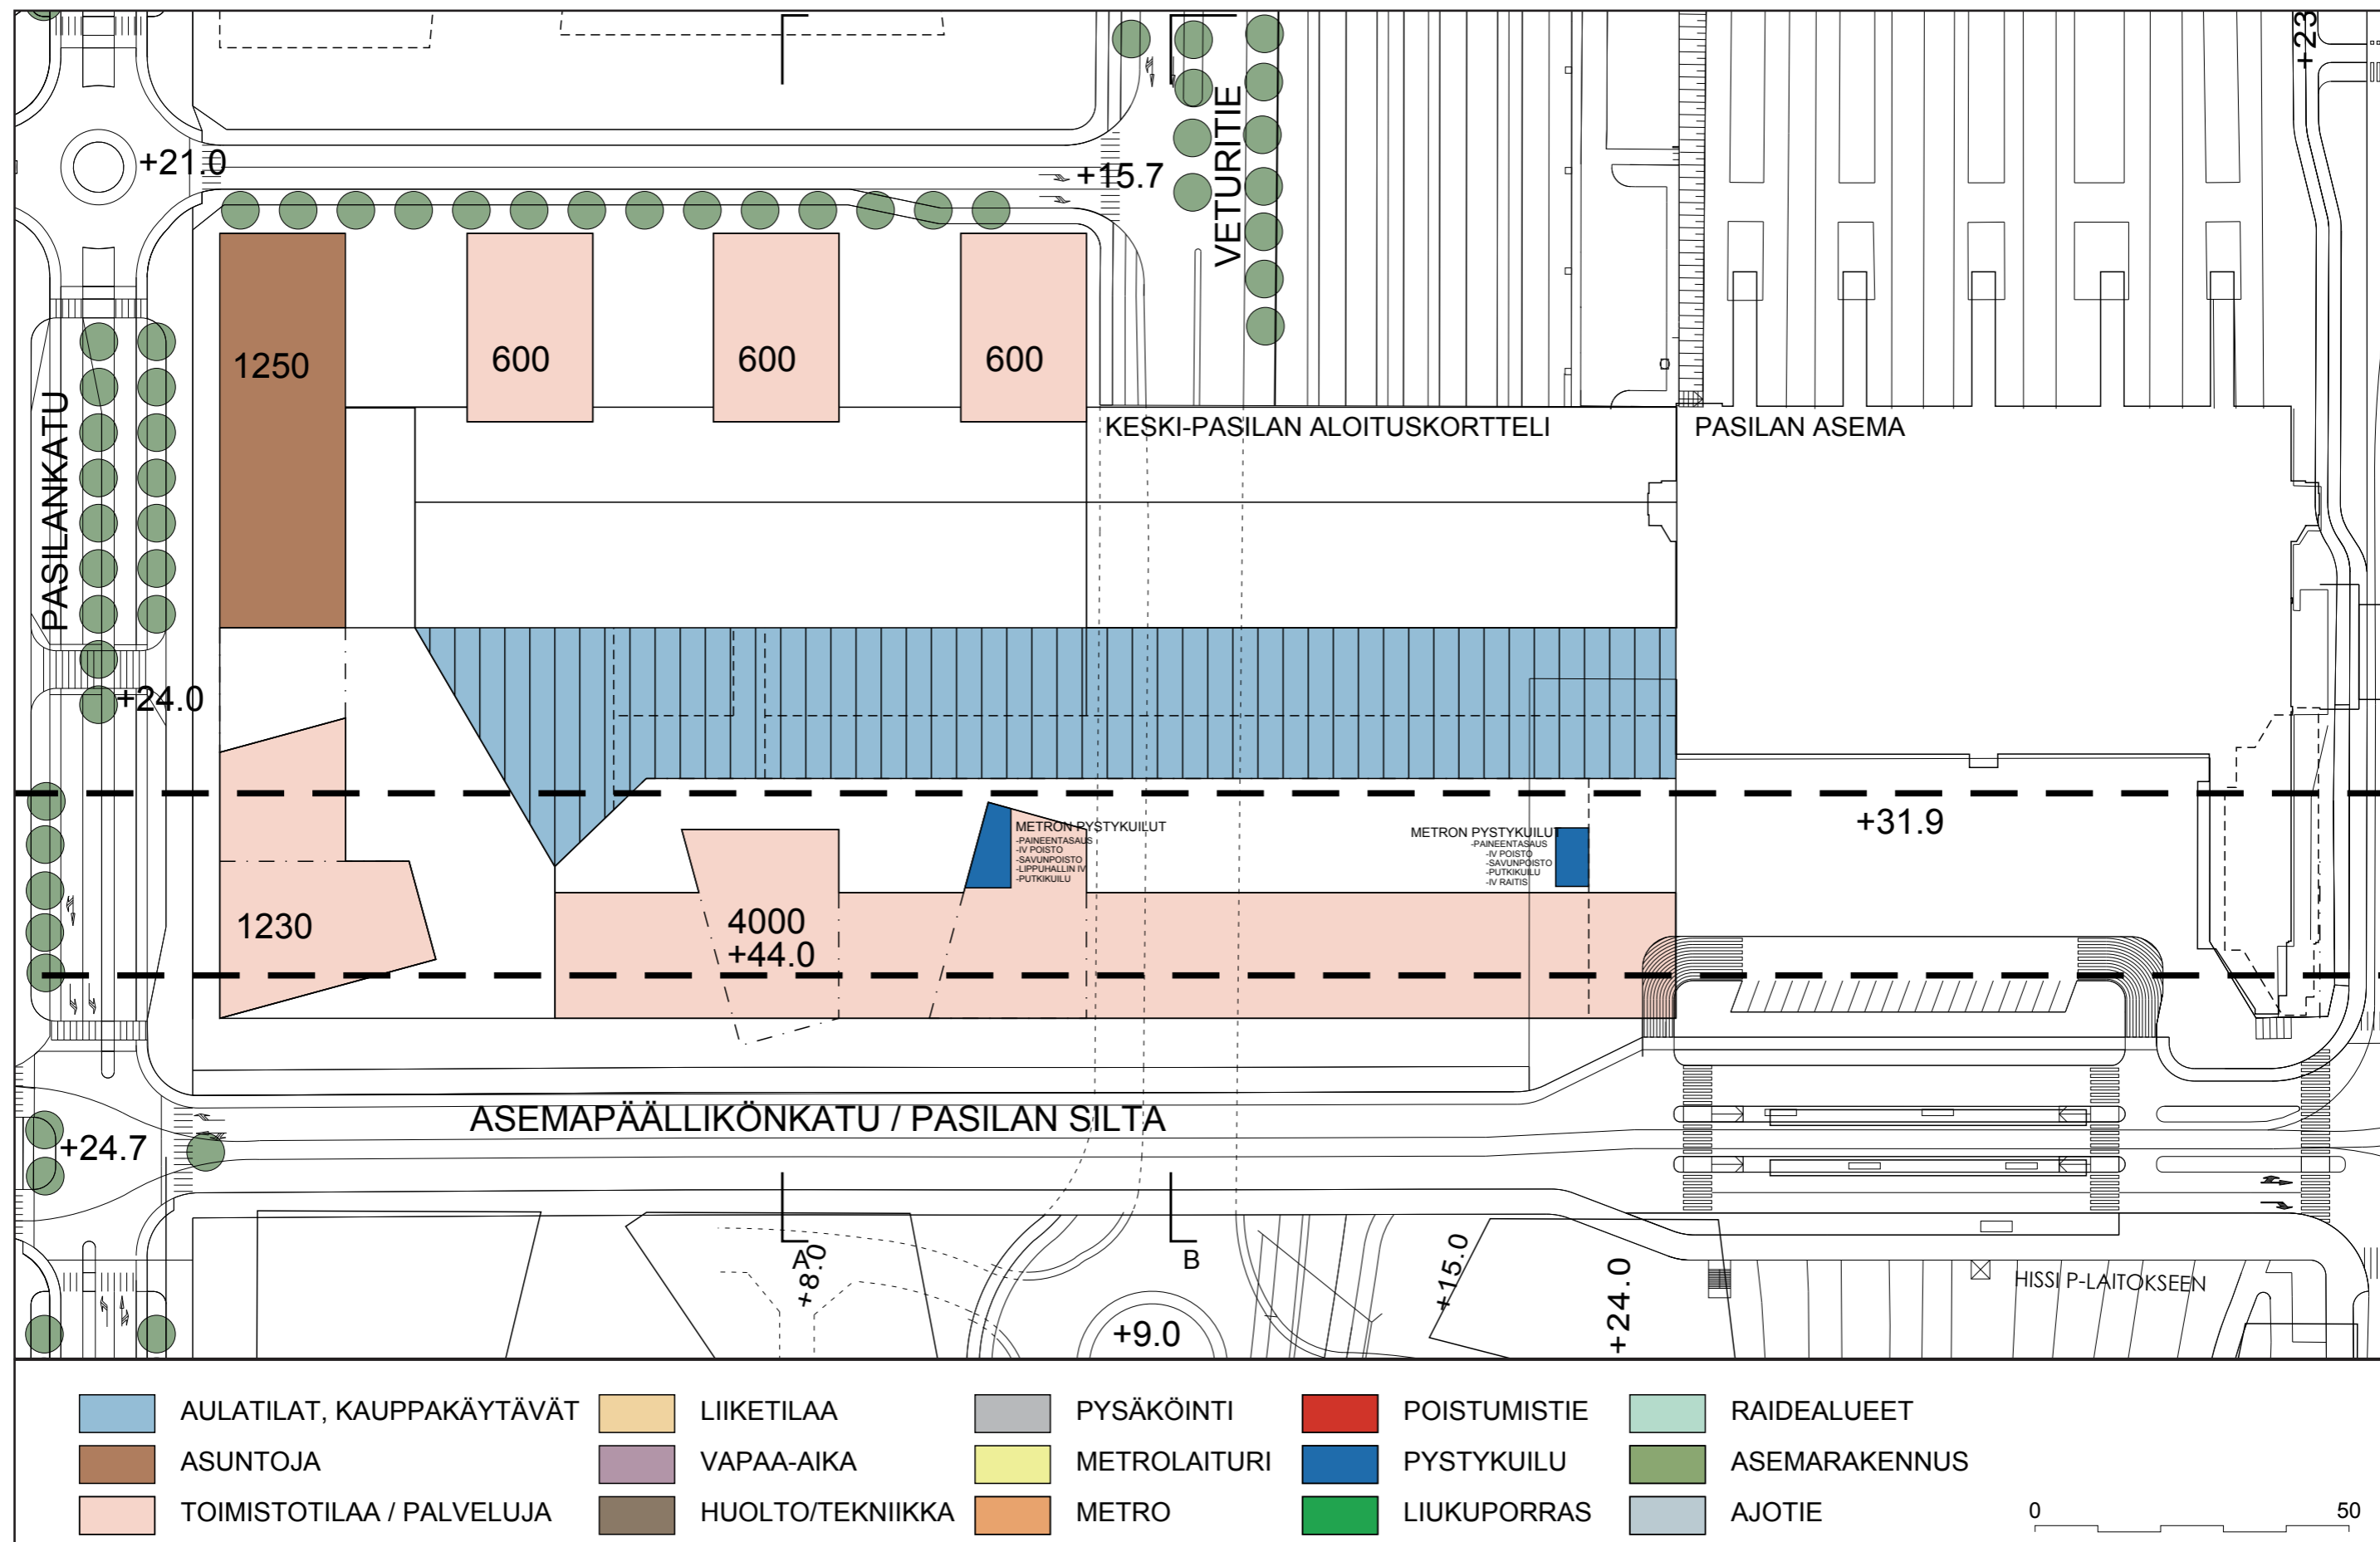 +23
+21.0
+15.7
VETURITIE
1250
600
600
600
PASILANKATU
KESKI-PASILAN ALOITUSKORTTELI
PASILAN ASEMA
+24.0
METRON PYSTYKUILUT
-PAINEENTASAUS
-IV POISTO
-SAVUNPOISTO
-LIPPUHALLIN IV
-PUTKIKUILU
METRON PYSTYKUILUT
-PAINEENTASAUS
-IV POISTO
-SAVUNPOISTO
-PUTKIKUILU
-IV RAITIS
+31.9
1230
4000
+44.0
ASEMAPÄÄLLIKÖNKATU / PASILAN SILTA
+24.7
A
B
+8.0
+9.0
+15.0
+24.0
HISSI P-LAITOKSEEN
AULATILAT, KAUPPAKÄYTÄVÄT
LIIKETILAA
PYSÄKÖINTI
POISTUMISTIE
RAIDEALUEET
ASUNTOJA
VAPAA-AIKA
METROLAITURI
PYSTYKUILU
ASEMARAKENNUS
TOIMISTOTILAA / PALVELUJA
HUOLTO/TEKNIIKKA
METRO
LIUKUPORRAS
AJOTIE
0
50